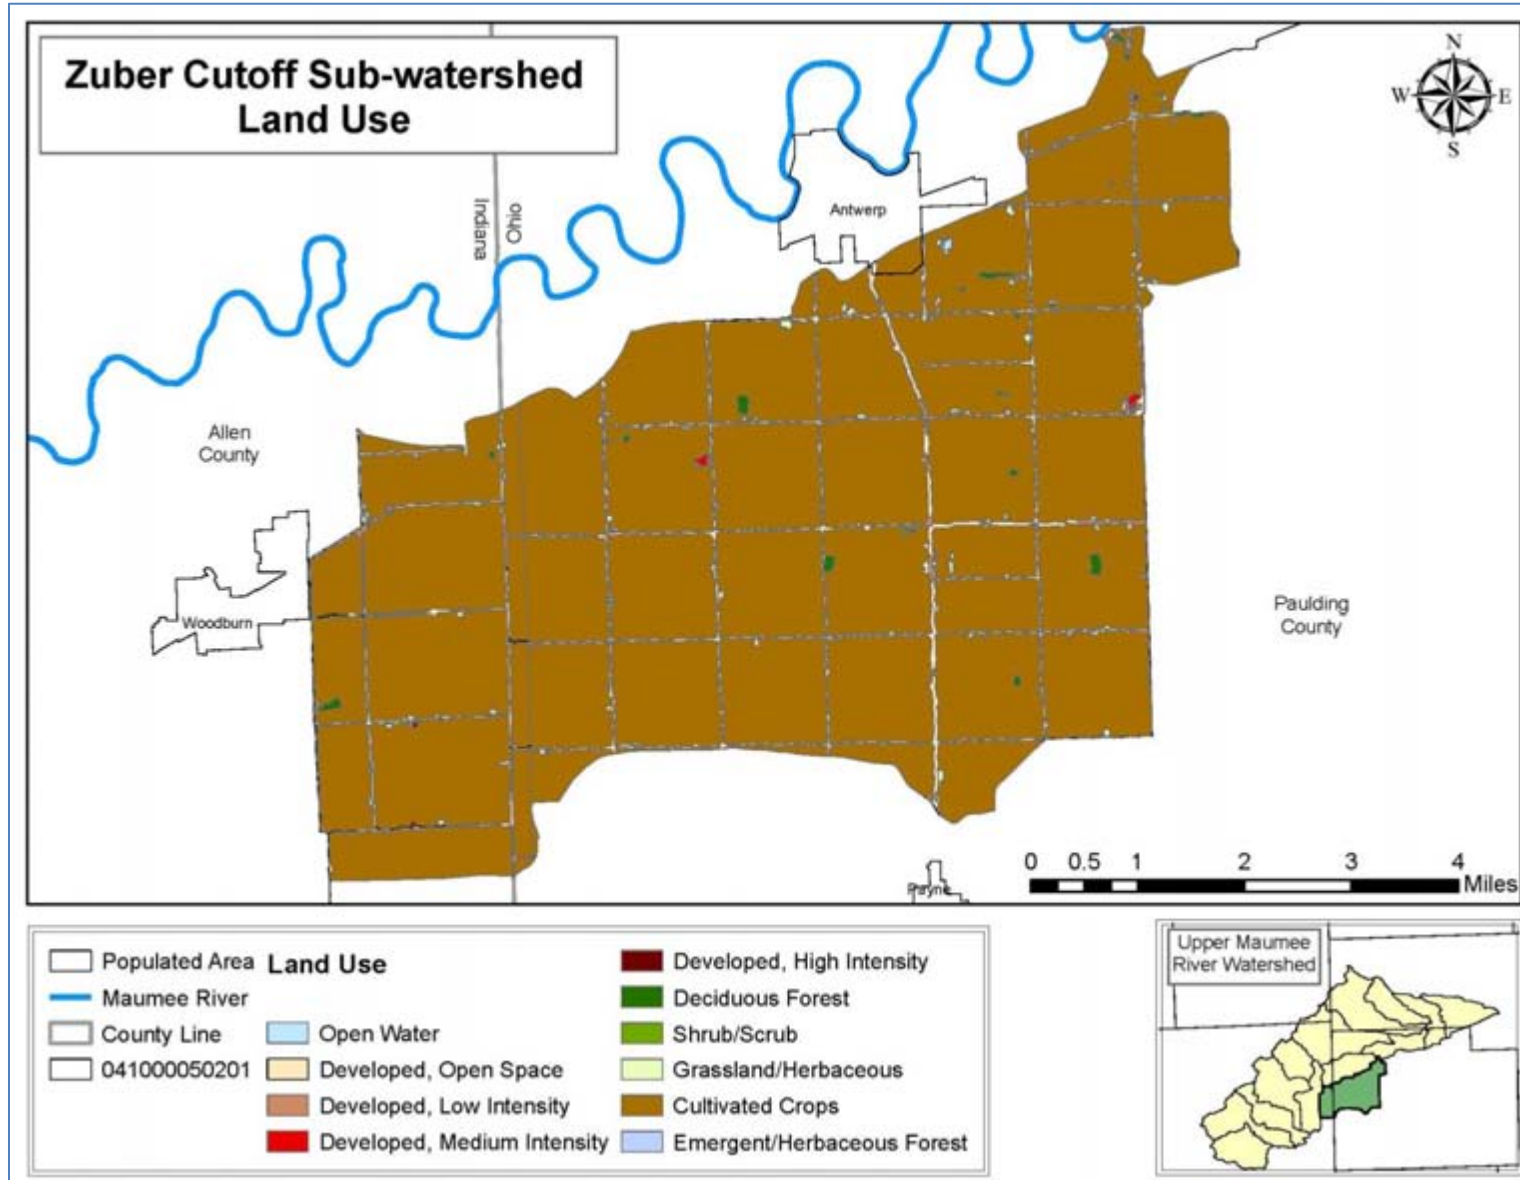 Zuber Cutoff Sub-watershed
Land Use
N
W
E
S
Indiana
Ohio
Antwerp
Allen
County
Woodburn
Paulding
County
Payne
0 0.5 1 2 3 4
Miles
Populated Area
Maumee River
County Line
041000050201
Land Use
Open Water
Developed, Open Space
Developed, Low Intensity
Developed, Medium Intensity
Developed, High Intensity
Deciduous Forest
Shrub/Scrub
Grassland/Herbaceous
Cultivated Crops
Emergent/Herbaceous Forest
Upper Maumee
River Watershed